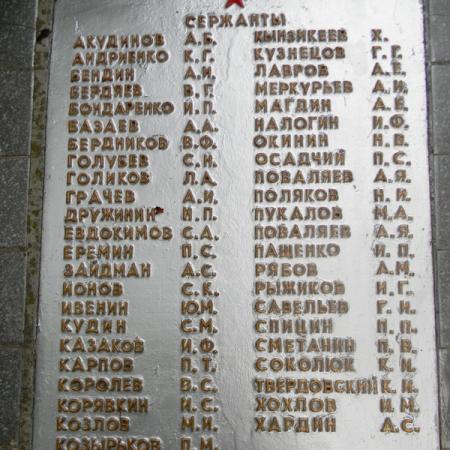 СЕРЖАНТЫ
АКУДИНОВ А.Б.
АНДРИЕНКО К.Г.
БЕНДИН А.И.
БЕРДЯЕВ В.Г.
БОНДАРЕНКО И.П.
БАЗАЕВ А.А.
БЕРДНИКОВ В.Ф.
ГОЛУБЕВ С.Н.
ГОЛИКОВ Л.А.
ГРАЧЕВ А.И.
ДРУЖИНИН Н.П.
ЕВДОКИМОВ С.А.
ЕРЕМИН П.С.
ЗАЙДМАН А.С.
ИОНОВ С.К.
ИВЕНИН Ю.М.
КУДИН С.М.
КАЗАКОВ И.Ф.
КАРПОВ П.Т.
КОРОЛЕВ В.С.
КОРЯВКИН И.С.
КОЗЛОВ М.И.
КОЗЫРЬКОВ П.М.
КЫНЗИКЕЕВ Х.
КУЗНЕЦОВ Г.Г.
ЛАВРОВ А.Е.
МЕРКУРЬЕВ А.И.
МАГДИН А.Е.
НАЛОГИН И.Ф.
ОКИНИН Н.В.
ОСАДЧИЙ П.С.
ПОВАЛЯЕВ А.Я.
ПОЛЯКОВ Н.И.
ПУКАЛОВ М.А.
ПОВАЛЯЕВ А.Я.
ПАЩЕНКО И.П.
РЯБОВ А.М.
РЫЖИКОВ И.Г.
САВЕЛЬЕВ Г.И.
СПИЦИН П.П.
СМЕТАНИН П.В.
СОКОЛЮК К.И.
ТВЕРДОВСКИЙ К.И.
ХОХЛОВ И.М.
ХАРДИН А.С.